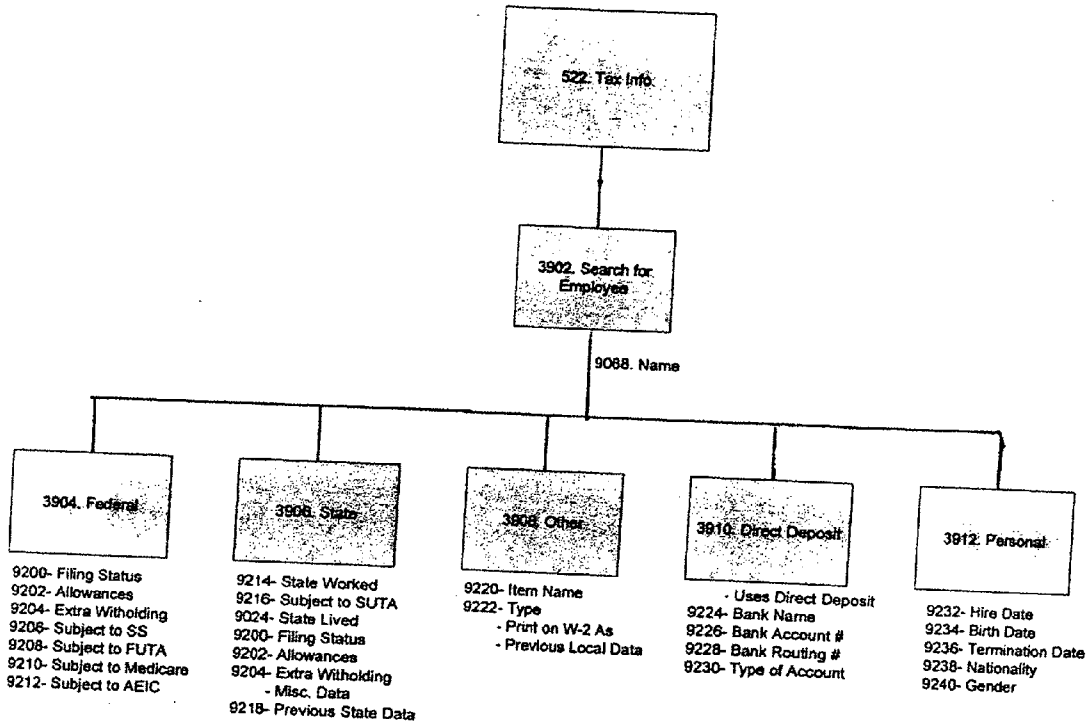 522. Tax Info.
3902. Search for
Employee
9068. Name
3904. Federal
9200- Filing Status
9202- Allowances
9204- Extra Witholding
9206- Subject to SS
9208- Subject to FUTA
9210- Subject to Medicare
9212- Subject to AEIC
3906. State
9214- State Worked
9216- Subject to SUTA
9024- State Lived
9200- Filing Status
9202- Allowances
9204- Extra Witholding
- Misc. Data
9218- Previous State Data
3908. Other
9220- Item Name
9222- Type
- Print on W-2 As
- Previous Local Data
3910. Direct Deposit
- Uses Direct Deposit
9224- Bank Name
9226- Bank Account #
9228- Bank Routing #
9230- Type of Account
3912. Personal
9232- Hire Date
9234- Birth Date
9236- Termination Date
9238- Nationality
9240- Gender